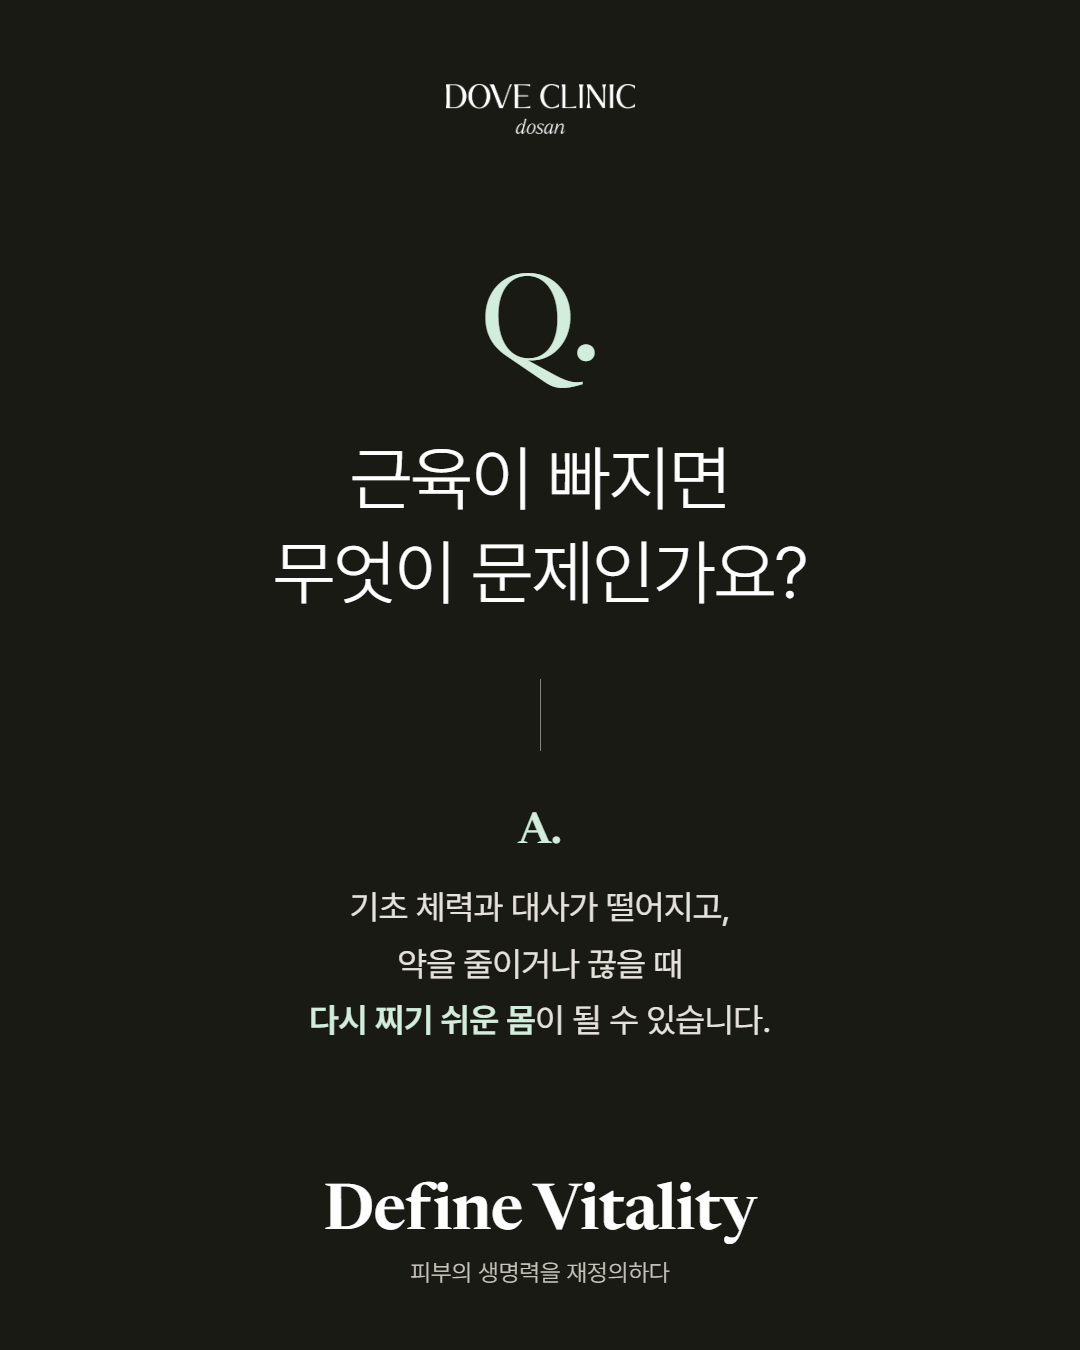 DOVE CLINIC
dosan
Q.
근육이 빠지면
무엇이 문제인가요?
A.
기초 체력과 대사가 떨어지고,
약을 줄이거나 끊을 때
다시 찌기 쉬운 몸이 될 수 있습니다.
Define Vitality
피부의 생명력을 재정의하다